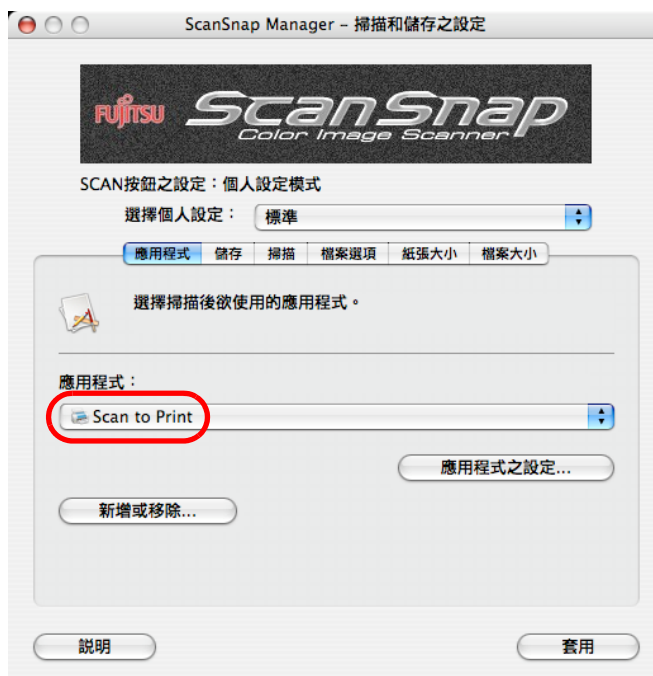 ScanSnap Manager – 掃描和儲存之設定
FUJITSU ScanSnap
Color Image Scanner
SCAN按鈕之設定：個人設定模式
選擇個人設定： 標準
應用程式 儲存 掃描 檔案選項 紙張大小 檔案大小
選擇掃描後欲使用的應用程式。
應用程式：
Scan to Print
應用程式之設定...
新增或移除...
説明 套用